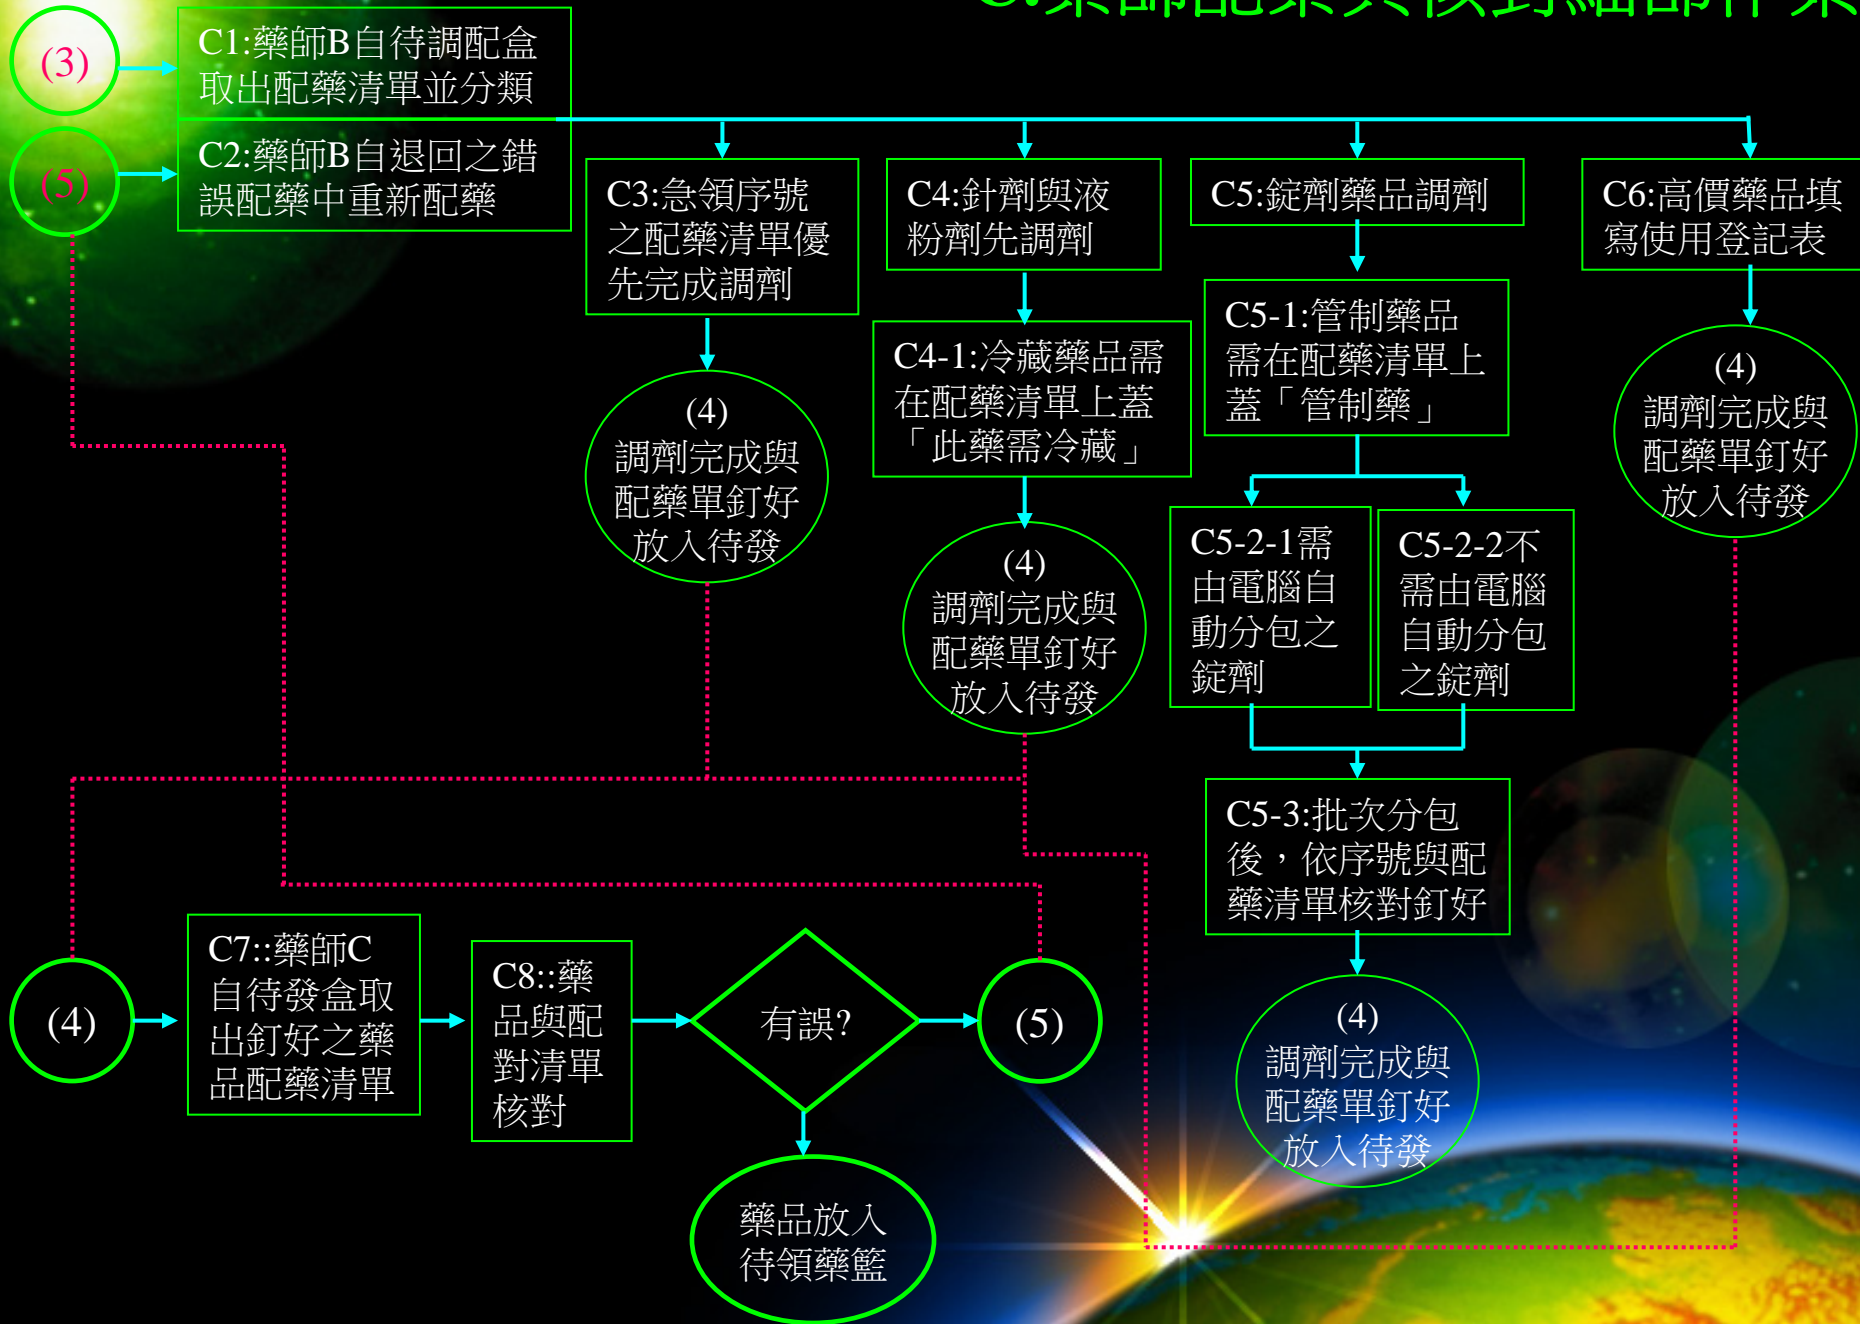 C.藥師配藥與核對細部作業
(3)
C1:藥師B自待調配盒
取出配藥清單並分類
(5)
C2:藥師B自退回之錯
誤配藥中重新配藥
C3:急領序號
之配藥清單優
先完成調劑
(4)
調劑完成與
配藥單釘好
放入待發
C4:針劑與液
粉劑先調劑
C4-1:冷藏藥品需
在配藥清單上蓋
「此藥需冷藏」
(4)
調劑完成與
配藥單釘好
放入待發
C5:錠劑藥品調劑
C5-1:管制藥品
需在配藥清單上
蓋「管制藥」
C5-2-1需
由電腦自
動分包之
錠劑
C5-2-2不
需由電腦
自動分包
之錠劑
C5-3:批次分包
後，依序號與配
藥清單核對釘好
(4)
調劑完成與
配藥單釘好
放入待發
C6:高價藥品填
寫使用登記表
(4)
調劑完成與
配藥單釘好
放入待發
(4)
C7::藥師C
自待發盒取
出釘好之藥
品配藥清單
C8::藥
品與配
對清單
核對
有誤?
(5)
藥品放入
待領藥籃